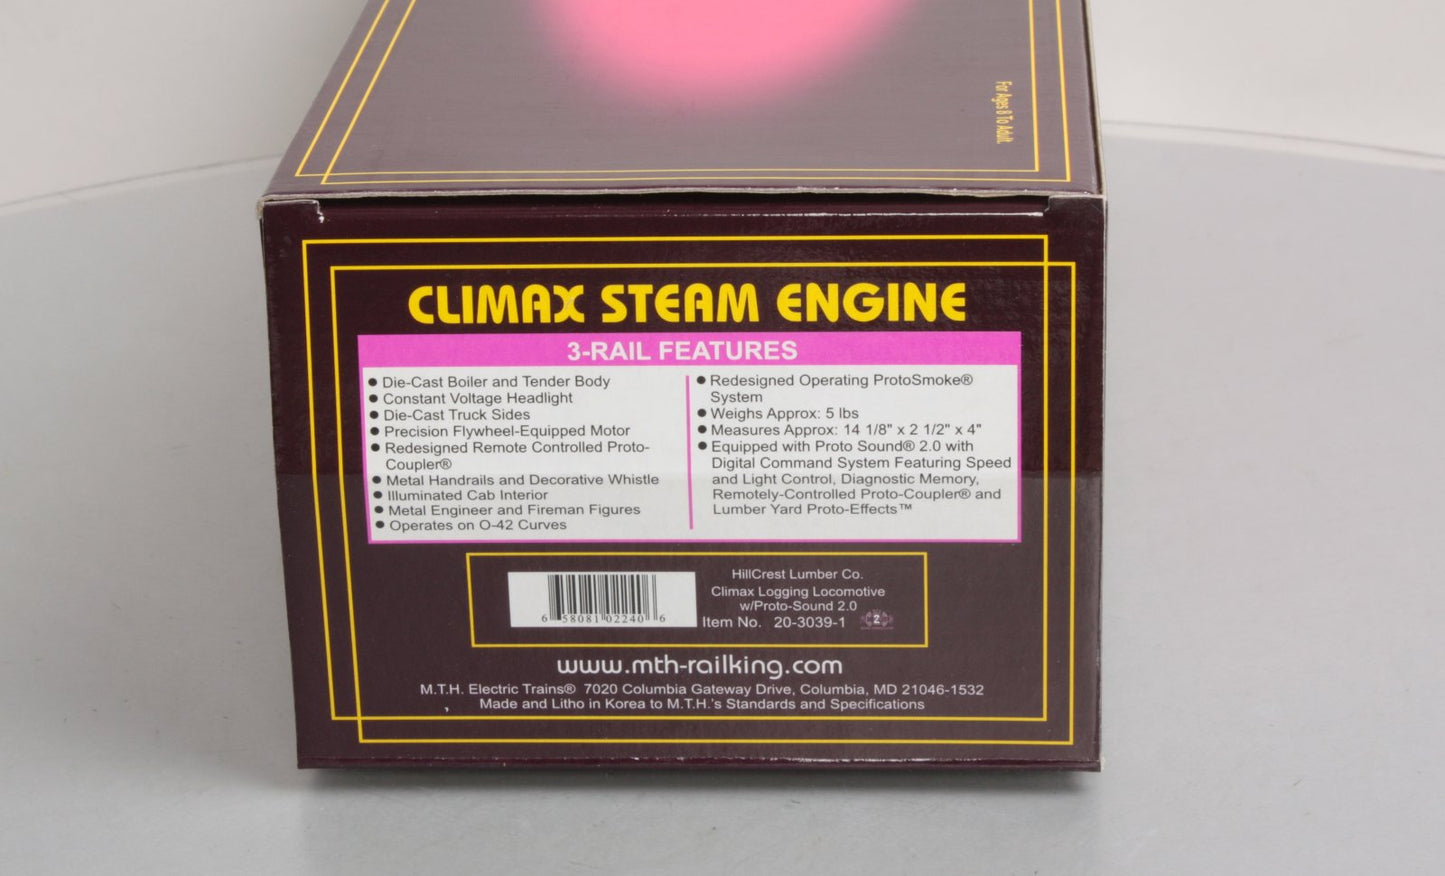 For Ages 8 To Adult.
CLIMAX STEAM ENGINE
3-RAIL FEATURES
● Die-Cast Boiler and Tender Body
● Constant Voltage Headlight
● Die-Cast Truck Sides
● Precision Flywheel-Equipped Motor
● Redesigned Remote Controlled Proto-
Coupler®
● Metal Handrails and Decorative Whistle
● Illuminated Cab Interior
● Metal Engineer and Fireman Figures
● Operates on O-42 Curves
● Redesigned Operating ProtoSmoke®
System
● Weighs Approx: 5 lbs
● Measures Approx: 14 1/8" x 2 1/2" x 4"
● Equipped with Proto Sound® 2.0 with
Digital Command System Featuring Speed
and Light Control, Diagnostic Memory,
Remotely-Controlled Proto-Coupler® and
Lumber Yard Proto-Effects™
6 58081 02240 6
HillCrest Lumber Co.
Climax Logging Locomotive
w/Proto-Sound 2.0
Item No. 20-3039-1
www.mth-railking.com
M.T.H. Electric Trains® 7020 Columbia Gateway Drive, Columbia, MD 21046-1532
Made and Litho in Korea to M.T.H.'s Standards and Specifications